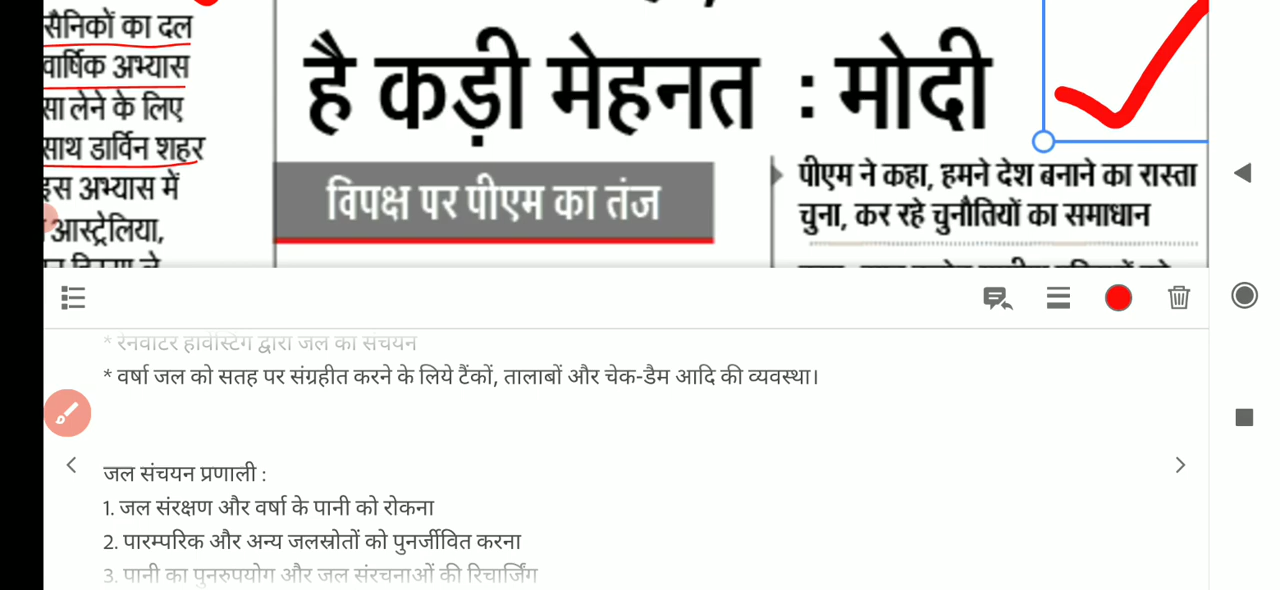 सैनिकों का दल
वार्षिक अभ्यास
सा लेने के लिए
साथ डार्विन शहर
इस अभ्यास में
आस्ट्रेलिया,
है कड़ी मेहनत : मोदी
विपक्ष पर पीएम का तंज
पीएम ने कहा, हमने देश बनाने का रास्ता
चुना, कर रहे चुनौतियों का समाधान
* रेनवाटर हार्वेस्टिंग द्वारा जल का संचयन
* वर्षा जल को सतह पर संग्रहीत करने के लिये टैंकों, तालाबों और चेक-डैम आदि की व्यवस्था।
जल संचयन प्रणाली :
1. जल संरक्षण और वर्षा के पानी को रोकना
2. पारम्परिक और अन्य जलस्रोतों को पुनर्जीवित करना
3. पानी का पुनरुपयोग और जल संरचनाओं की रिचार्जिंग